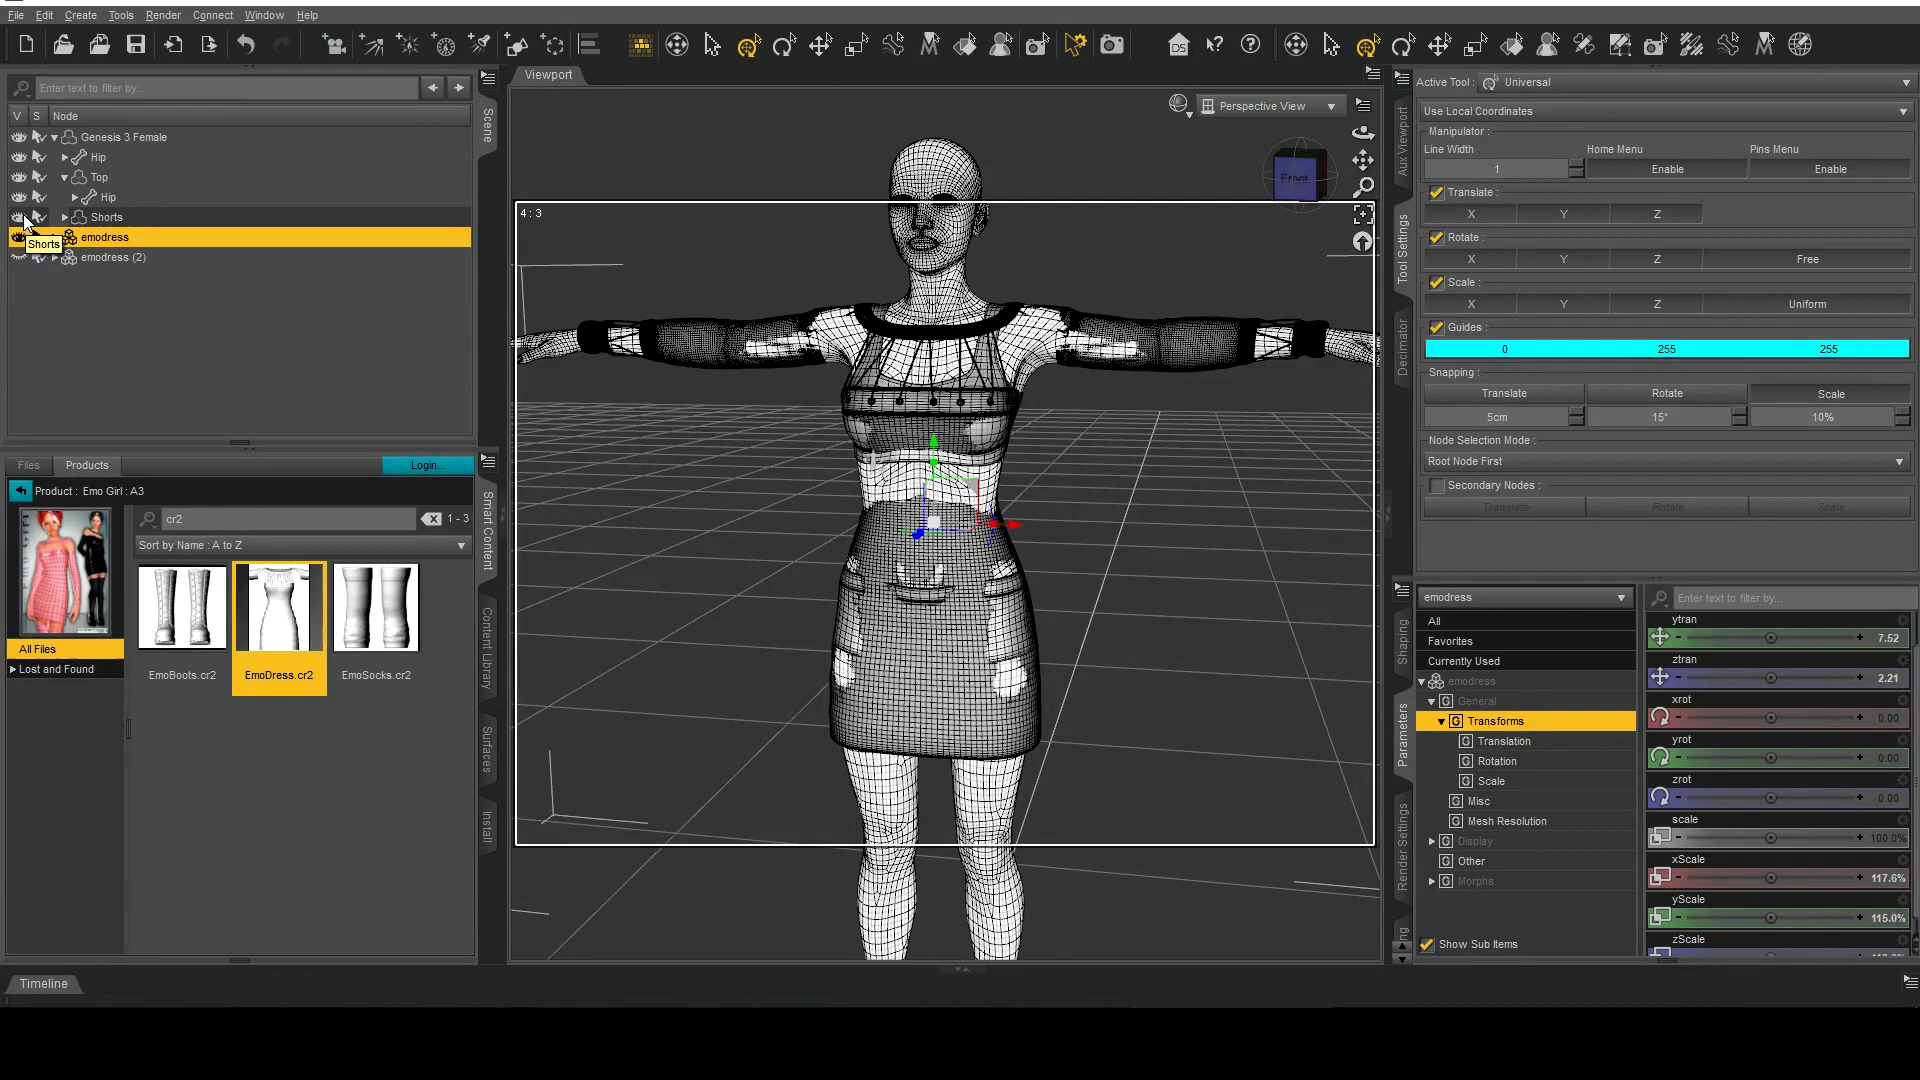 File Edit Create Tools Render Connect Window Help
Enter text to filter by...
V S Node
Genesis 3 Female
Hip
Top
Hip
Shorts
emodress
Shorts
emodress (2)
Scene
Files Products Login...
Product : Emo Girl : A3
cr2 1 - 3
Sort by Name : A to Z
All Files
Lost and Found
EmoBoots.cr2 EmoDress.cr2 EmoSocks.cr2
Smart Content
Content Library
Surfaces
Install
Viewport
Perspective View
4 : 3
Front
DS
Aux Viewport
Tool Settings
Decimator
Active Tool : Universal
Use Local Coordinates
Manipulator :
Line Width Home Menu Pins Menu
1 Enable Enable
Translate :
X Y Z
Rotate :
X Y Z Free
Scale :
X Y Z Uniform
Guides :
0 255 255
Snapping :
Translate Rotate Scale
5cm 15° 10%
Node Selection Mode :
Root Node First
Secondary Nodes :
Translate Rotate Scale
Shaping
Parameters
Render Settings
emodress
All
Favorites
Currently Used
emodress
General
Transforms
Translation
Rotation
Scale
Misc
Mesh Resolution
Display
Other
Morphs
Show Sub Items
Enter text to filter by...
ytran
7.52
ztran
2.21
xrot
0.00
yrot
0.00
zrot
0.00
scale
100.0%
xScale
117.6%
yScale
115.0%
zScale
Timeline